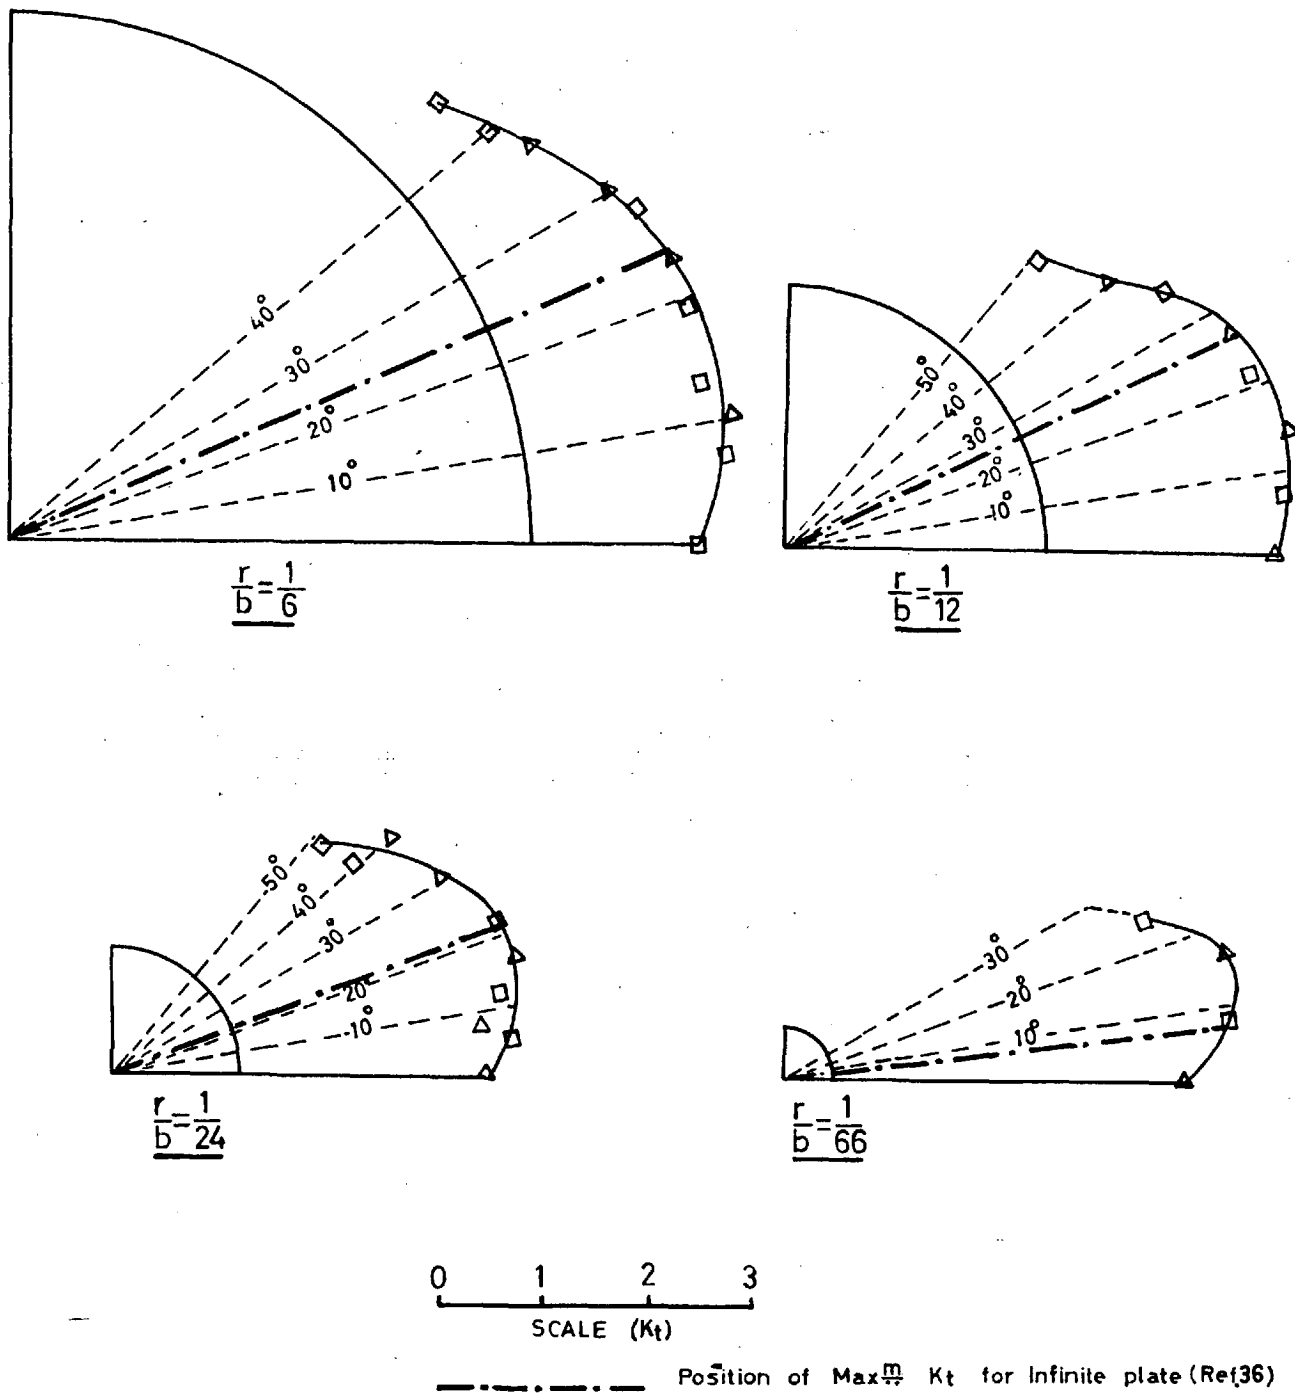 40°
30°
20°
10°
r/b = 1/6
50°
40°
30°
20°
10°
r/b = 1/12
50°
40°
30°
20°
10°
r/b = 1/24
30°
20°
10°
r/b = 1/66
0 1 2 3
SCALE (Kt)
Position of Maxm Kt for Infinite plate (Ref,36)